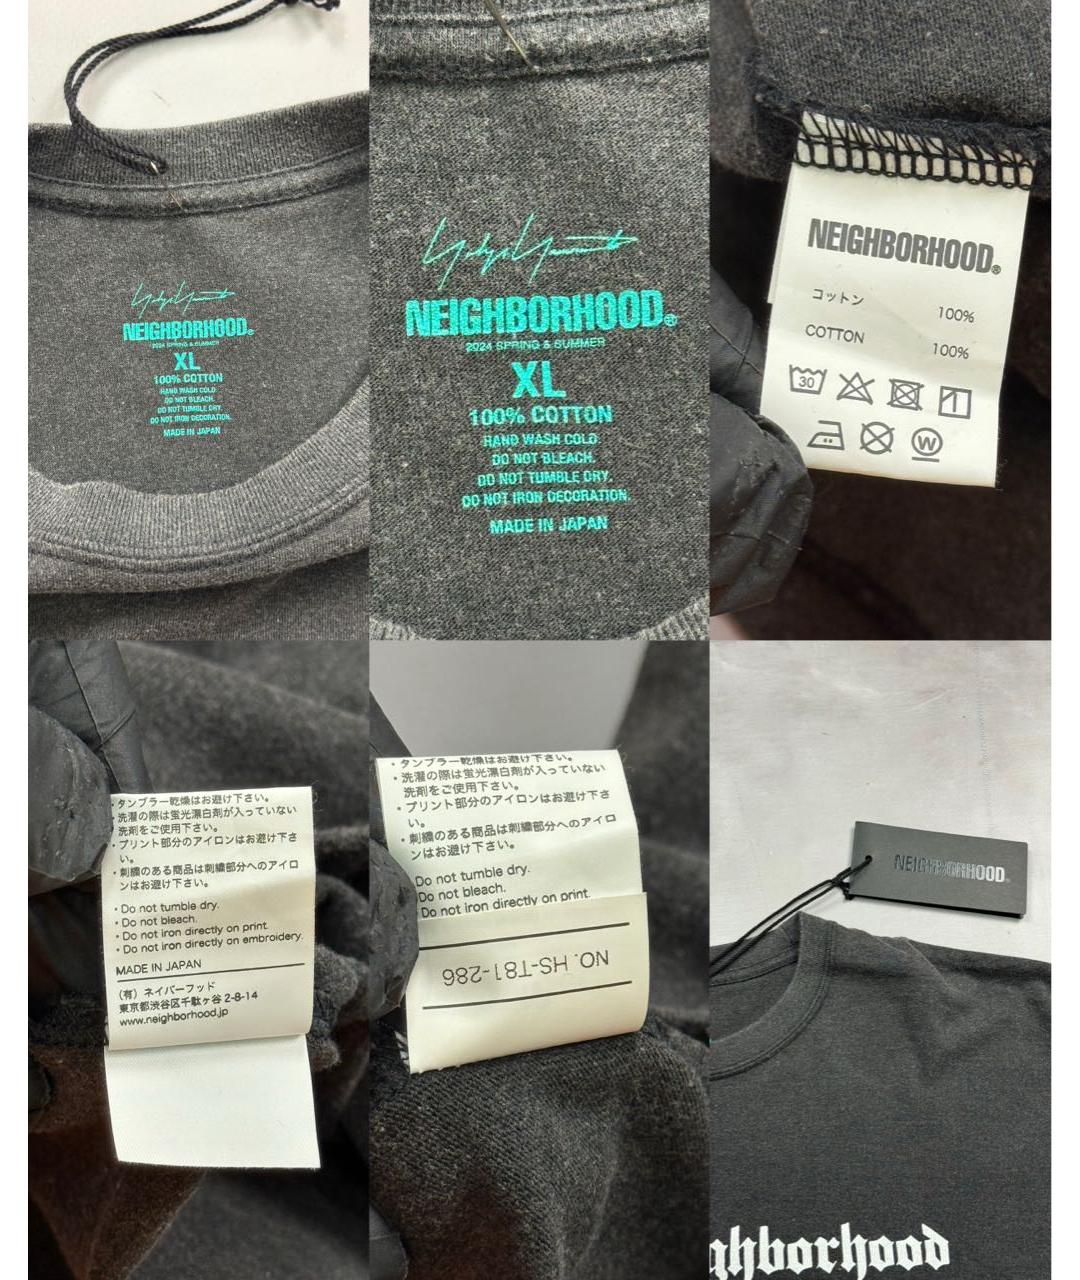 Yohji Yamamoto
NEIGHBORHOOD®
2024 SPRING & SUMMER
XL
100% COTTON
HAND WASH COLD.
DO NOT BLEACH.
DO NOT TUMBLE DRY.
DO NOT IRON DECORATION.
MADE IN JAPAN
Yohji Yamamoto
NEIGHBORHOOD®
2024 SPRING & SUMMER
XL
100% COTTON
HAND WASH COLD.
DO NOT BLEACH.
DO NOT TUMBLE DRY.
DO NOT IRON DECORATION.
MADE IN JAPAN
NEIGHBORHOOD®
コットン 100%
COTTON 100%
30
W
・タンブラー乾燥はお避け下さい。
・洗濯の際は蛍光漂白剤が入っていない
洗剤をご使用下さい。
・プリント部分のアイロンはお避け下さ
い。
・刺繍のある商品は刺繍部分へのアイロ
ンはお避け下さい。
・Do not tumble dry.
・Do not bleach.
・Do not iron directly on print.
・Do not iron directly on embroidery.
MADE IN JAPAN
(有) ネイバーフッド
東京都渋谷区千駄ヶ谷 2-8-14
www.neighborhood.jp
・タンブラー乾燥はお避け下さい。
・洗濯の際は蛍光漂白剤が入っていない
洗剤をご使用下さい。
・プリント部分のアイロンはお避け下さ
い。
・刺繍のある商品は刺繍部分へのアイロ
ンはお避け下さい。
Do not tumble dry.
Do not bleach.
Do not iron directly on print.
NO. HS-T81-286
NEIGHBORHOOD
ghborhood